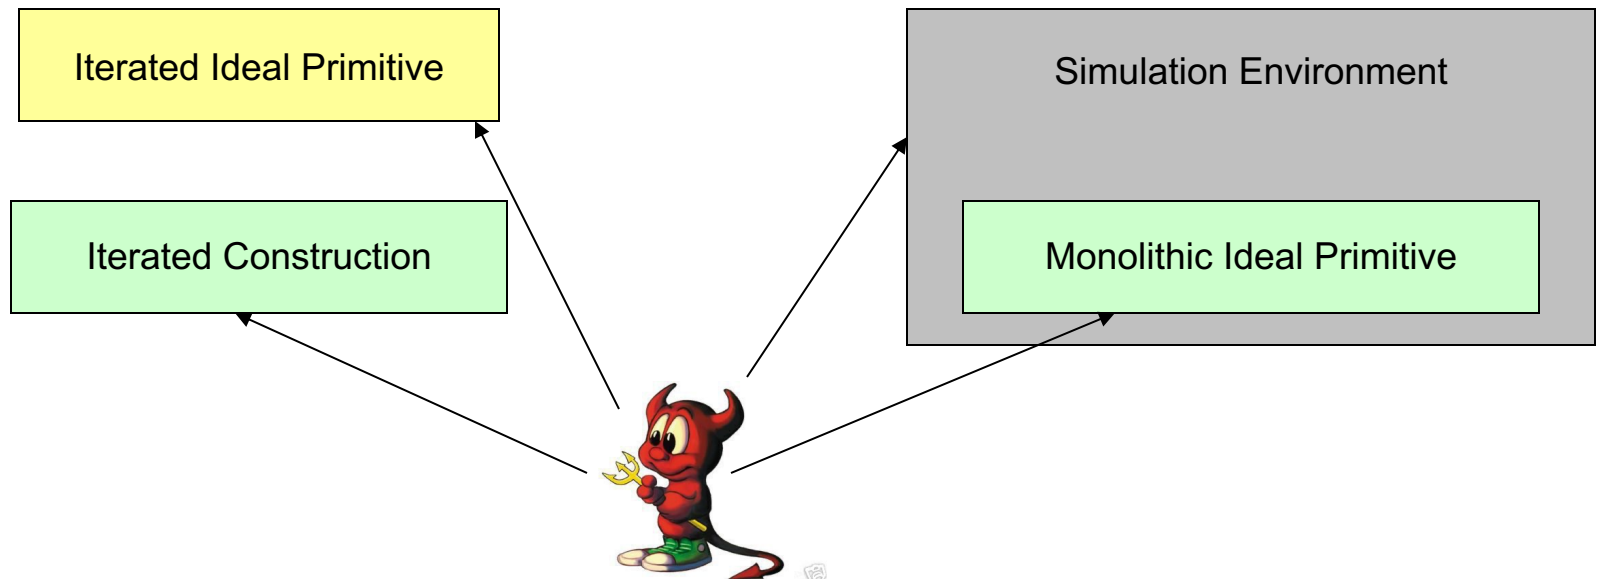 Iterated Ideal Primitive
Simulation Environment
Iterated Construction
Monolithic Ideal Primitive